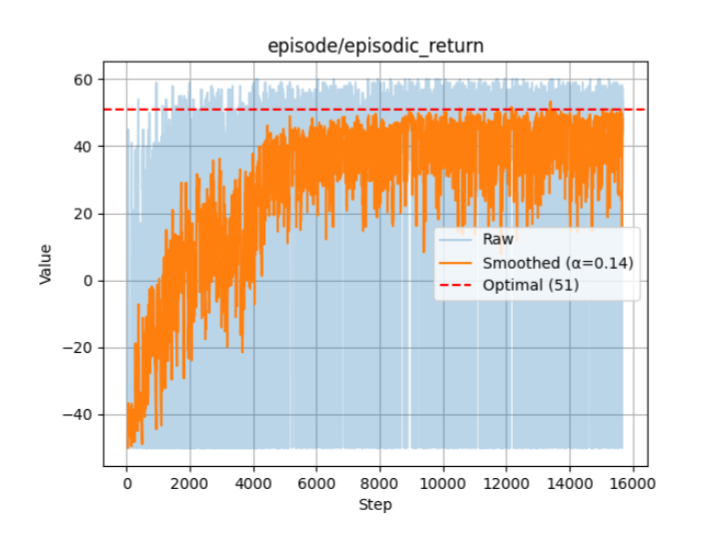 episode/episodic_return
Value
60
40
20
0
−20
−40
Raw
Smoothed (α=0.14)
Optimal (51)
0 2000 4000 6000 8000 10000 12000 14000 16000
Step